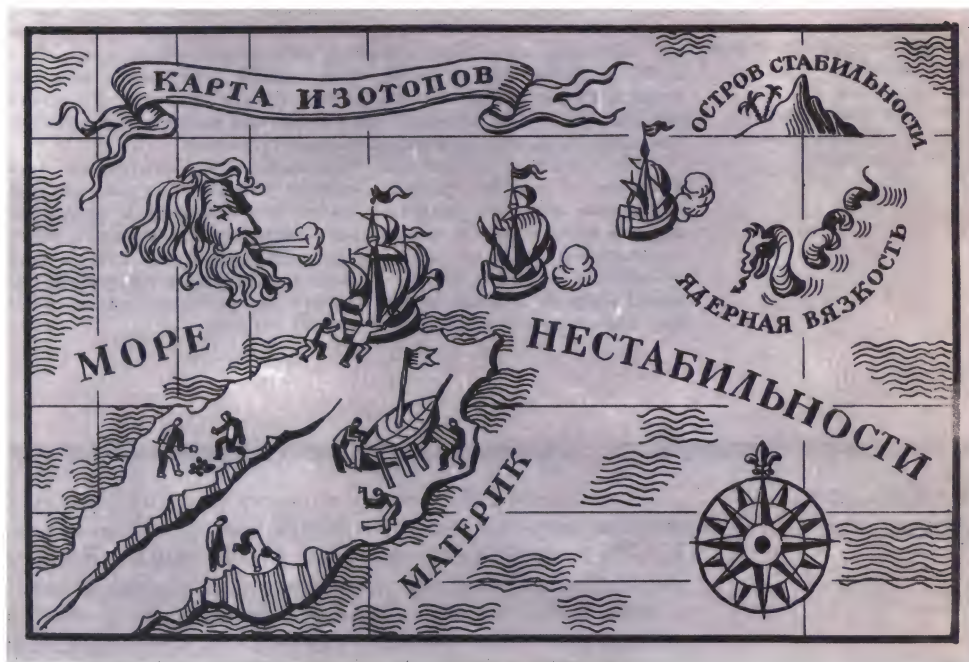 КАРТА ИЗОТОПОВ
ОСТРОВ СТАБИЛЬНОСТИ
ЯДЕРНАЯ ВЯЗКОСТЬ
МОРЕ
НЕСТАБИЛЬНОСТИ
МАТЕРИК